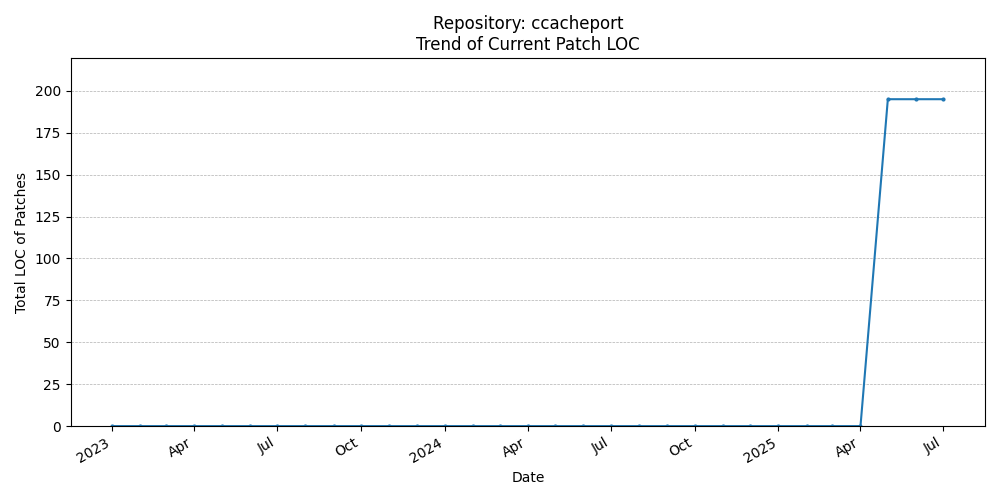 Repository: ccacheport
Trend of Current Patch LOC
200
175
150
125
100
75
50
25
0
Total LOC of Patches
2023
Apr
Jul
Oct
2024
Apr
Jul
Oct
2025
Apr
Jul
Date